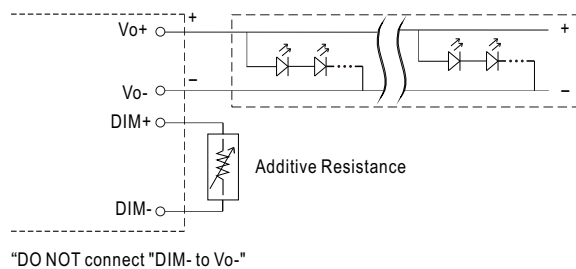 Vo+
+
+
Vo-
−
−
DIM+
Additive Resistance
DIM-
“DO NOT connect "DIM- to Vo-"